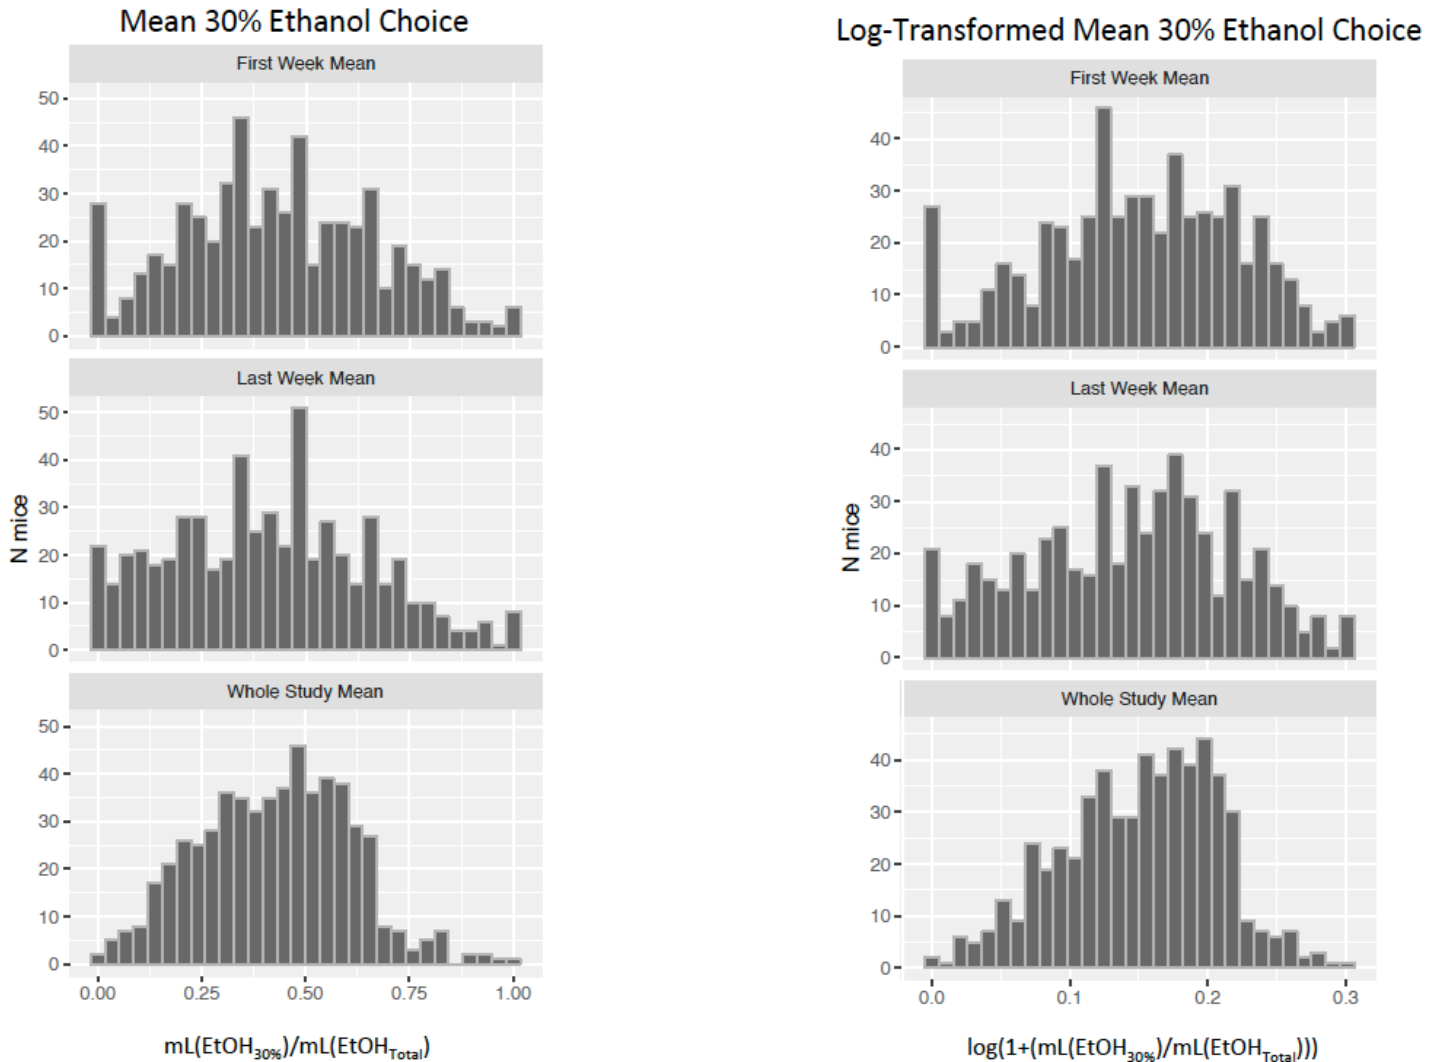 Mean 30% Ethanol Choice
First Week Mean
50
40
30
20
10
0
Last Week Mean
50
40
30
20
10
0
N mice
Whole Study Mean
50
40
30
20
10
0
0.00 0.25 0.50 0.75 1.00
mL(EtOH30%)/mL(EtOHTotal)
Log-Transformed Mean 30% Ethanol Choice
First Week Mean
40
30
20
10
0
Last Week Mean
40
30
20
10
0
N mice
Whole Study Mean
40
30
20
10
0
0.0 0.1 0.2 0.3
log(1+(mL(EtOH30%)/mL(EtOHTotal)))